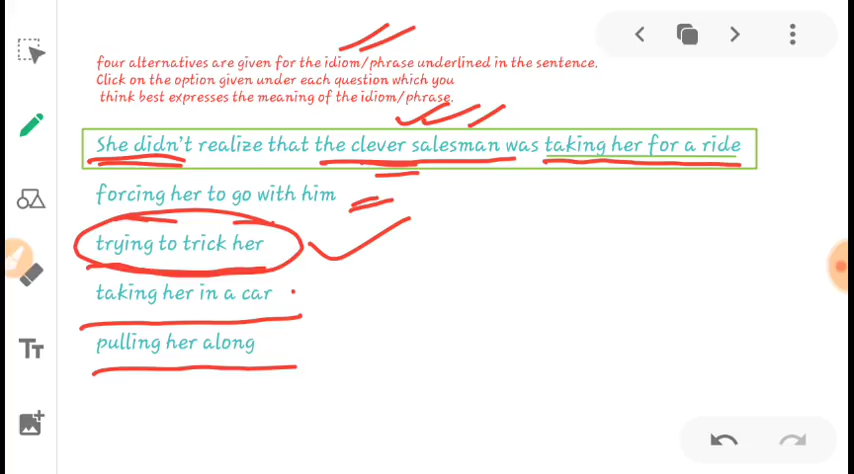 four alternatives are given for the idiom/phrase underlined in the sentence.
Click on the option given under each question which you
think best expresses the meaning of the idiom/phrase.
She didn't realize that the clever salesman was taking her for a ride
forcing her to go with him
trying to trick her
taking her in a car
pulling her along
TT